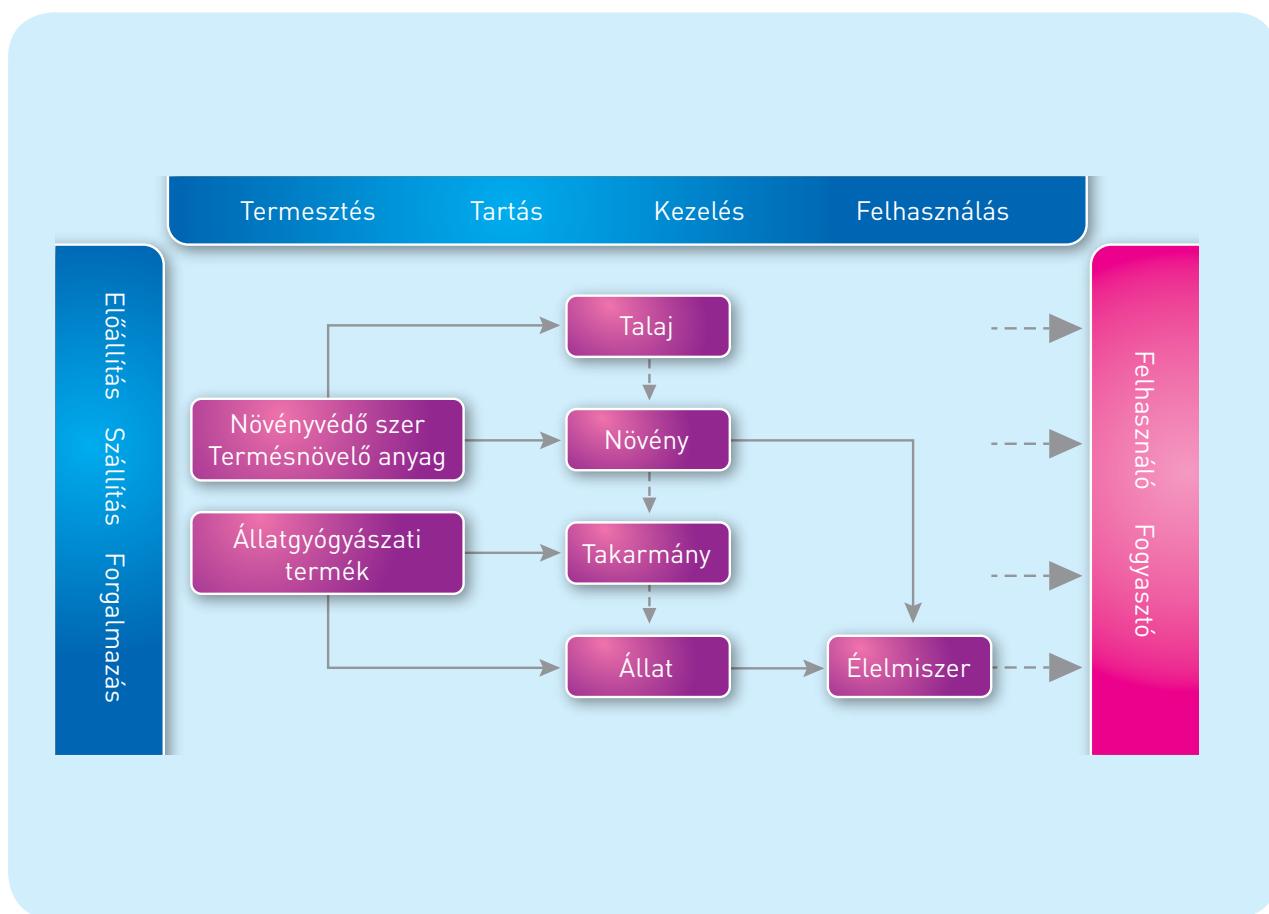 Termesztés Tartás Kezelés Felhasználás
Előállítás Szállítás Forgalmazás
Talaj
Növényvédő szer
Termésnövelő anyag
Növény
Állatgyógyászati
termék
Takarmány
Állat
Élelmiszer
Felhasználó Fogyasztó